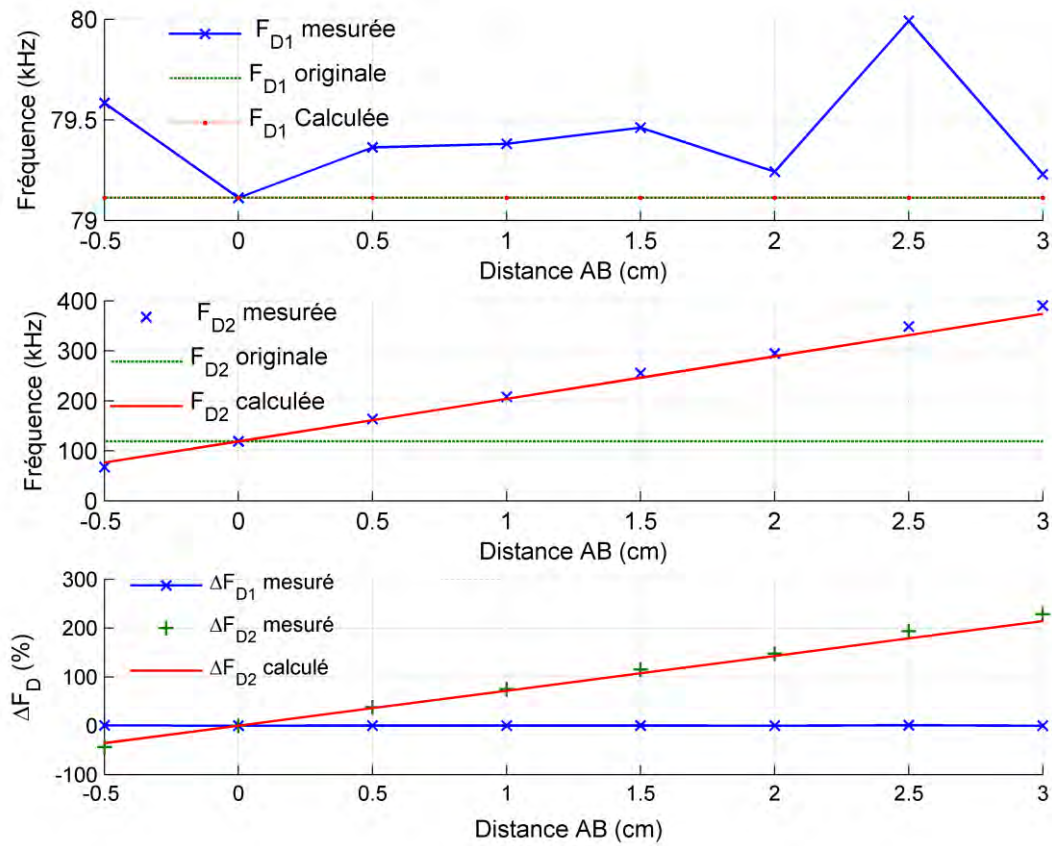 80
F_D1 mesurée
F_D1 originale
79.5
F_D1 Calculée
79
Fréquence (kHz)
-0.5 0 0.5 1 1.5 2 2.5 3
Distance AB (cm)
400
F_D2 mesurée
300
F_D2 originale
200
F_D2 calculée
100
0
Fréquence (kHz)
-0.5 0 0.5 1 1.5 2 2.5 3
Distance AB (cm)
300
ΔF_D1 mesuré
200
ΔF_D2 mesuré
ΔF_D2 calculé
100
0
-100
ΔF_D (%)
-0.5 0 0.5 1 1.5 2 2.5 3
Distance AB (cm)